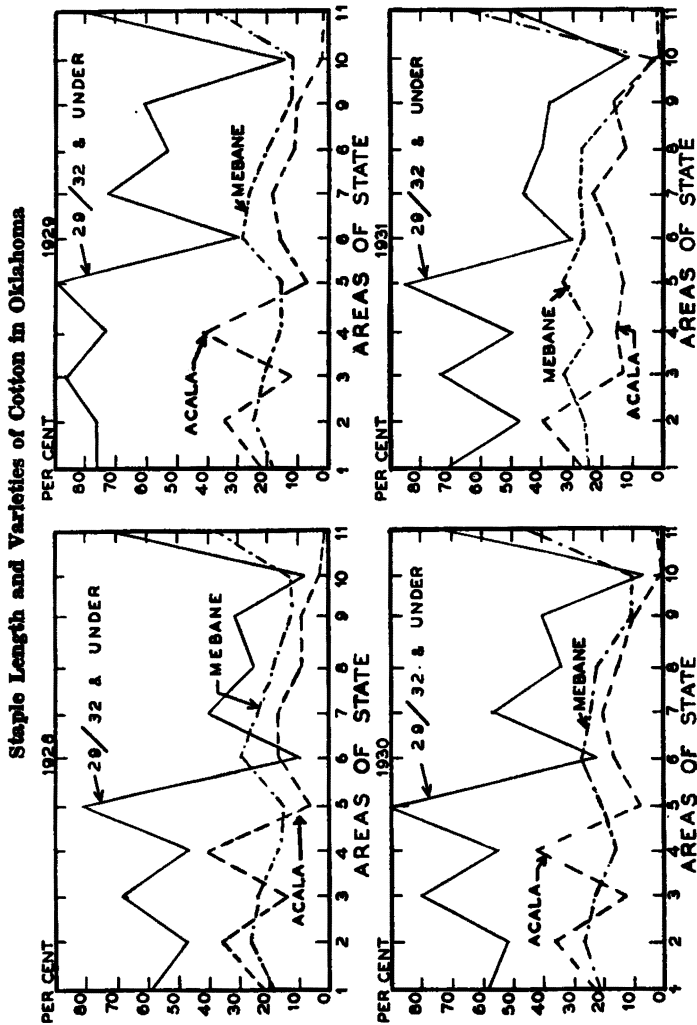 Staple Length and Varieties of Cotton in Oklahoma
PER CENT
1928
29/32 & UNDER
MEBANE
ACALA
80
70
60
50
40
30
20
10
0
1 2 3 4 5 6 7 8 9 10 11
AREAS OF STATE
PER CENT
1929
29/32 & UNDER
MEBANE
ACALA
80
70
60
50
40
30
20
10
0
1 2 3 4 5 6 7 8 9 10 11
AREAS OF STATE
PER CENT
1930
29/32 & UNDER
MEBANE
ACALA
80
70
60
50
40
30
20
10
0
1 2 3 4 5 6 7 8 9 10 11
AREAS OF STATE
PER CENT
1931
29/32 & UNDER
MEBANE
ACALA
80
70
60
50
40
30
20
10
0
1 2 3 4 5 6 7 8 9 10 11
AREAS OF STATE